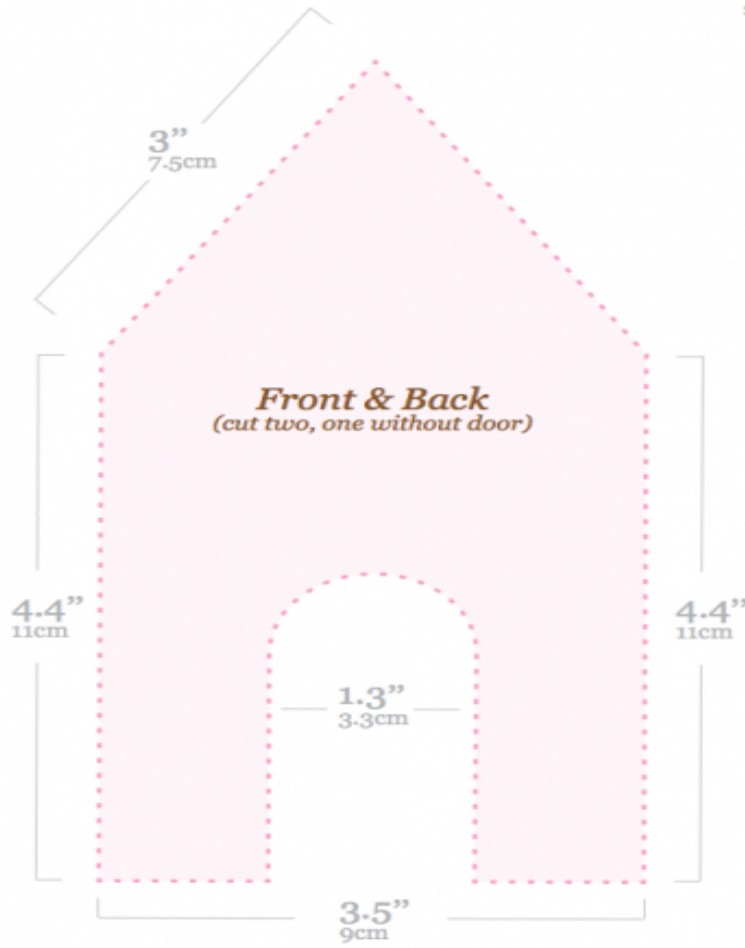 3”
7.5cm
Front & Back
(cut two, one without door)
4.4”
11cm
4.4”
11cm
1.3”
3.3cm
3.5”
9cm